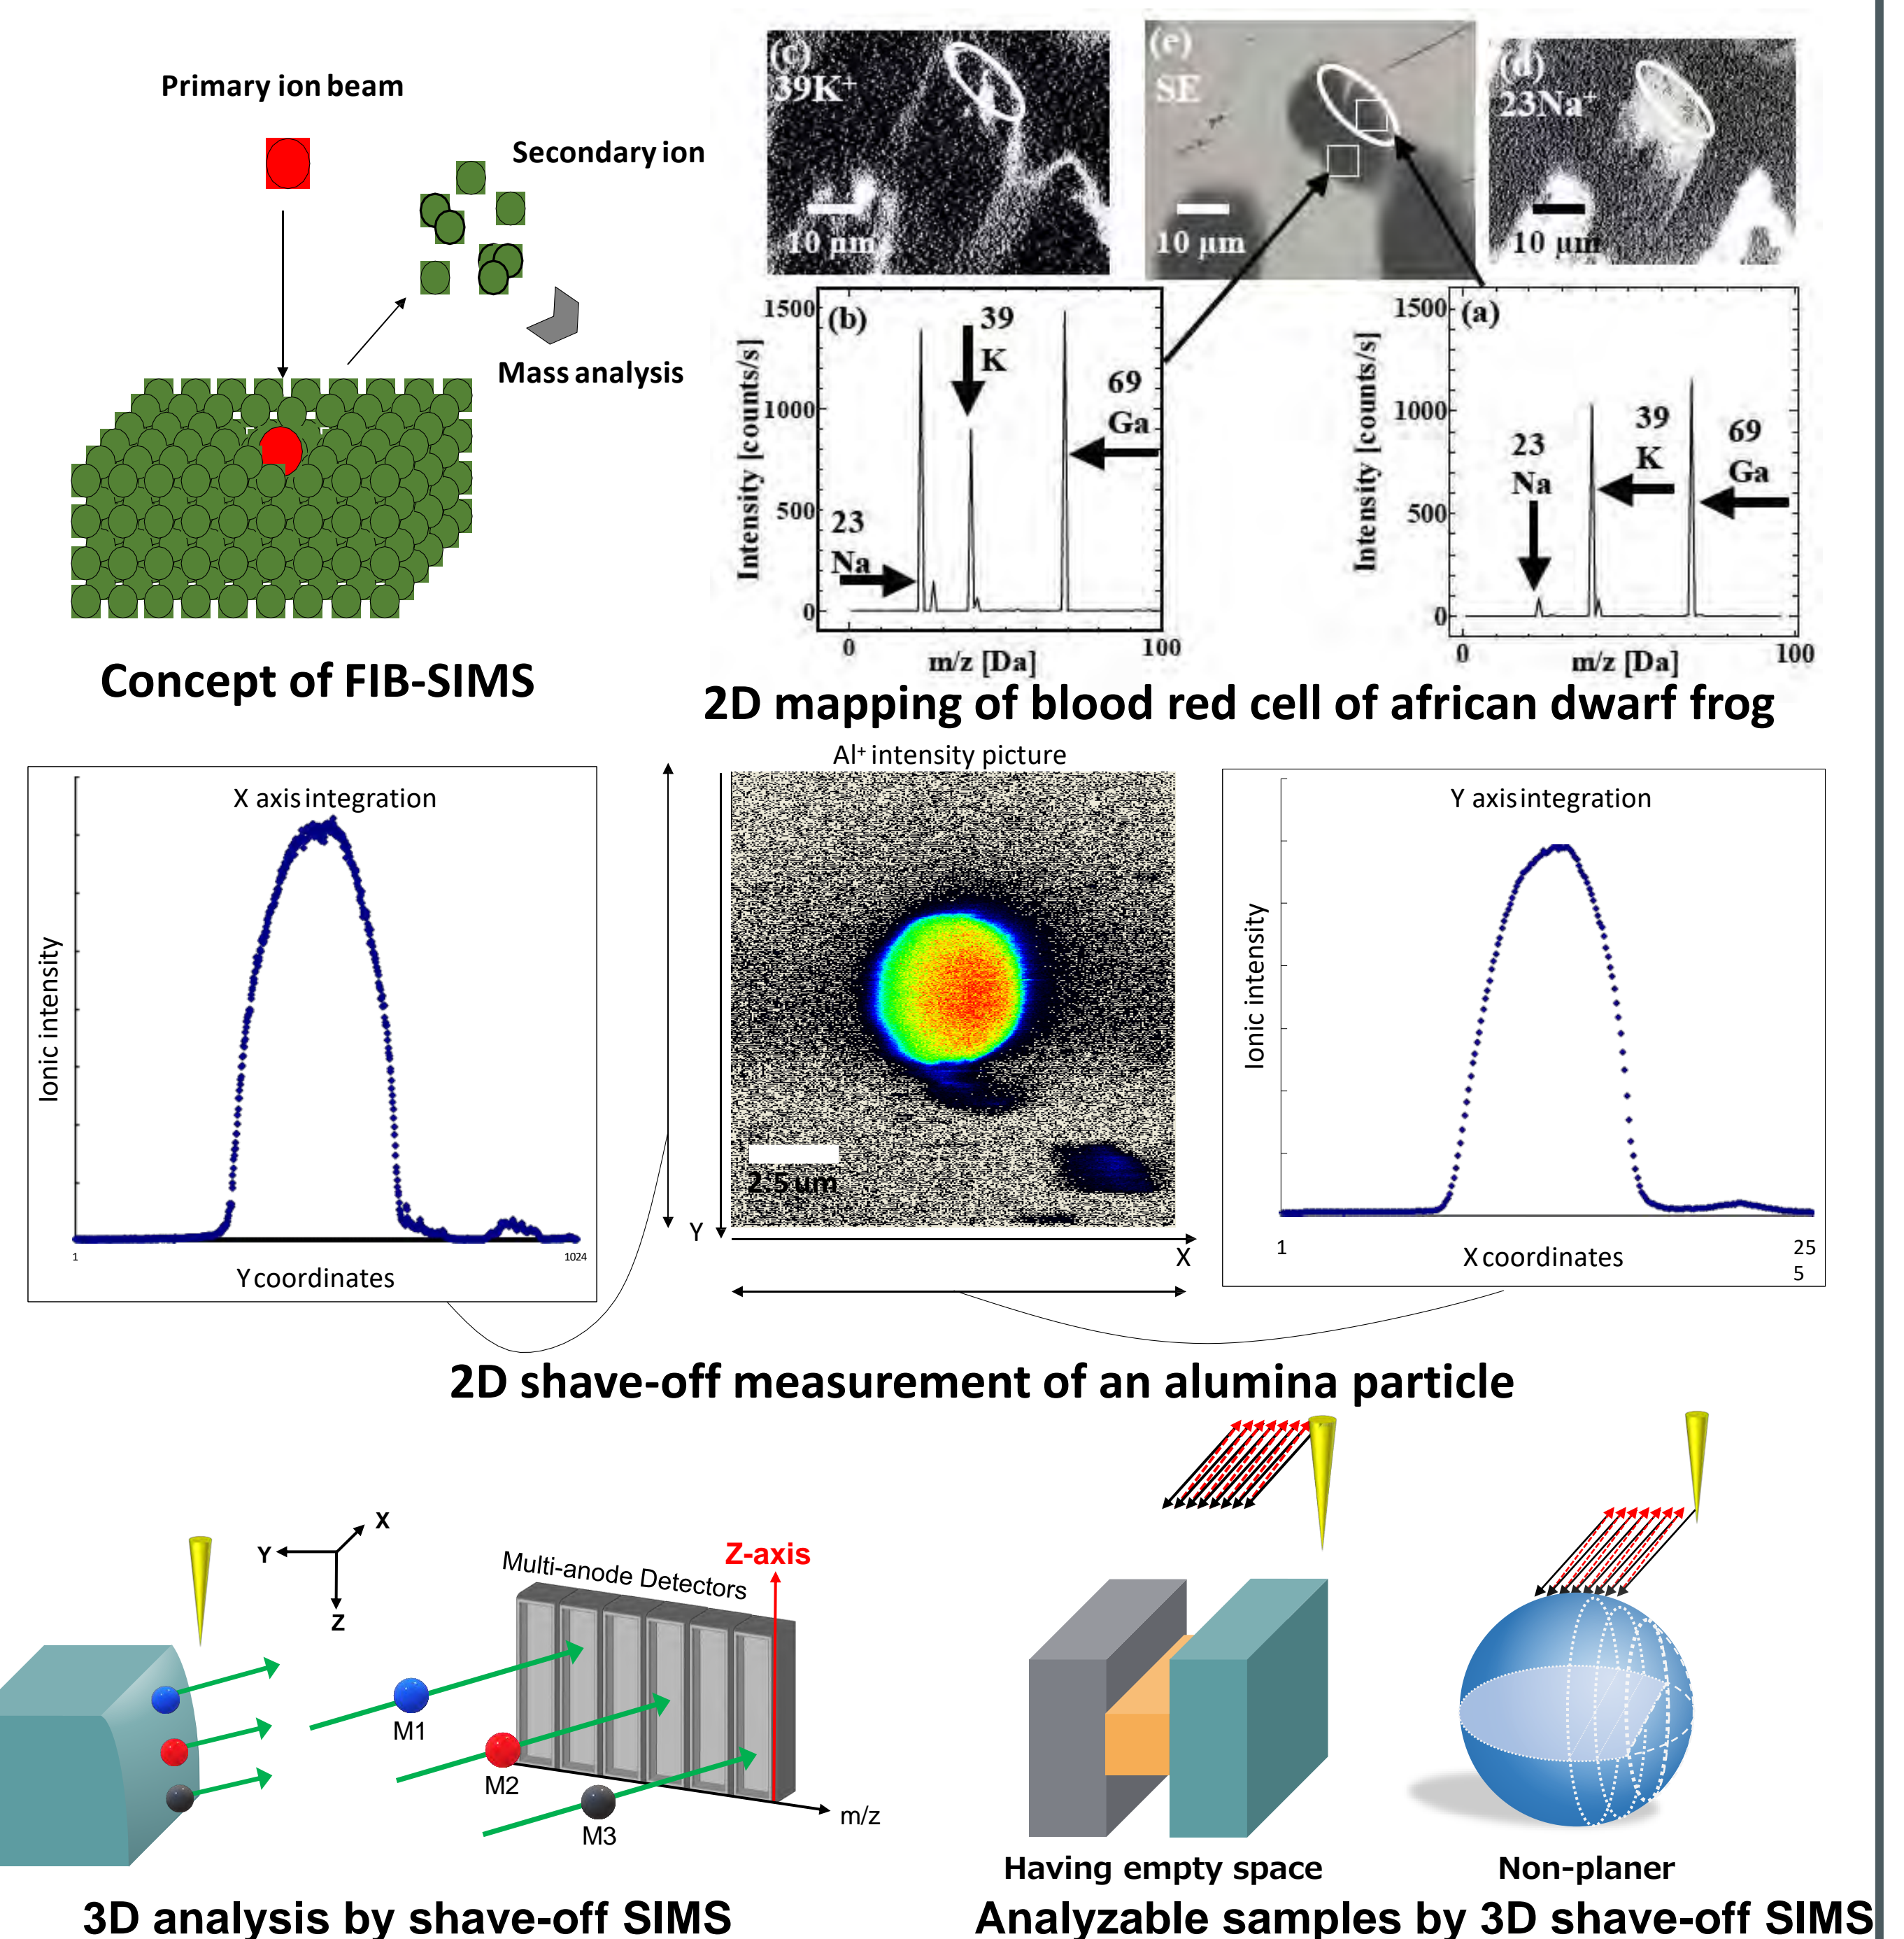 Primary ion beam
Secondary ion
Mass analysis
Concept of FIB-SIMS
(c)
39K⁺
10 μm
(e)
SE
10 μm
(d)
23Na⁺
10 μm
(b)
Intensity [counts/s]
1500
1000
500
0
39
K
69
Ga
23
Na
0
100
m/z [Da]
(a)
Intensity [counts/s]
1500
1000
500
0
23
Na
39
K
69
Ga
0
100
m/z [Da]
2D mapping of blood red cell of african dwarf frog
X axis integration
Ionic intensity
1
1024
Y coordinates
Al⁺ intensity picture
2.5 um
Y
X
Y axis integration
Ionic intensity
1
25
5
X coordinates
2D shave-off measurement of an alumina particle
X
Y
Z
Multi-anode Detectors
Z-axis
M1
M2
M3
m/z
3D analysis by shave-off SIMS
Having empty space
Non-planer
Analyzable samples by 3D shave-off SIMS